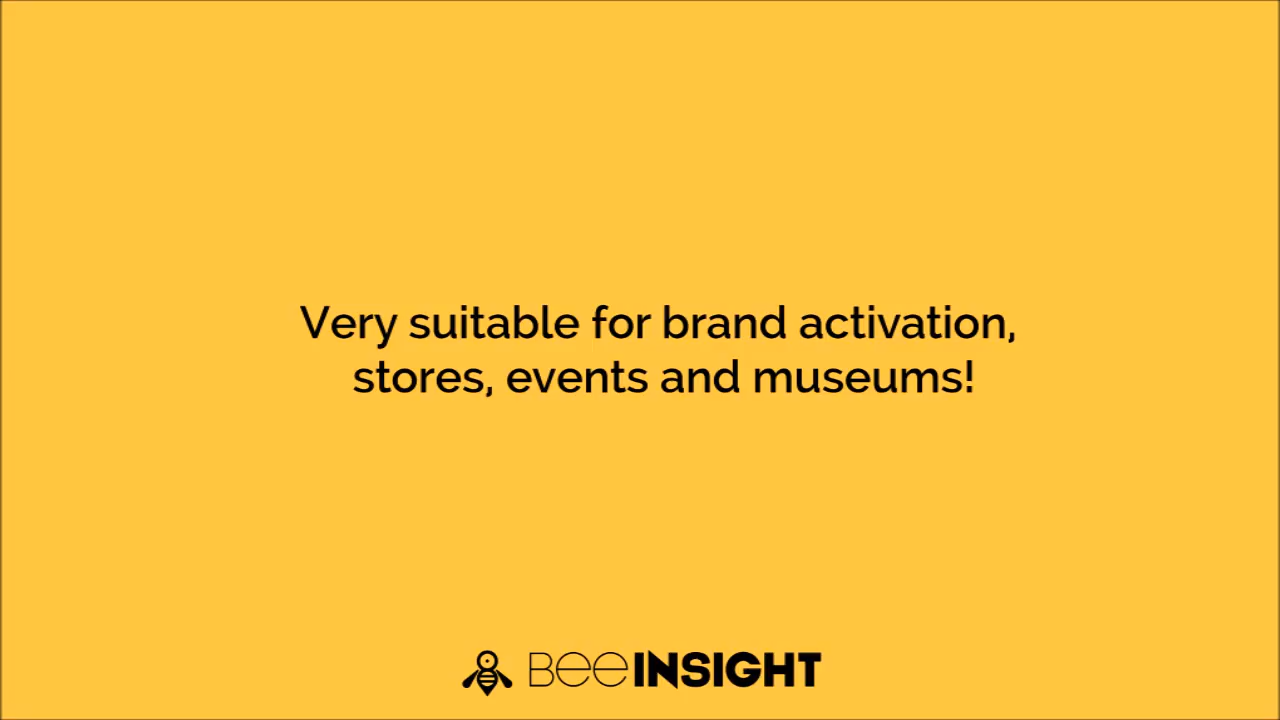 Very suitable for brand activation,
stores, events and museums!
BeeINSIGHT